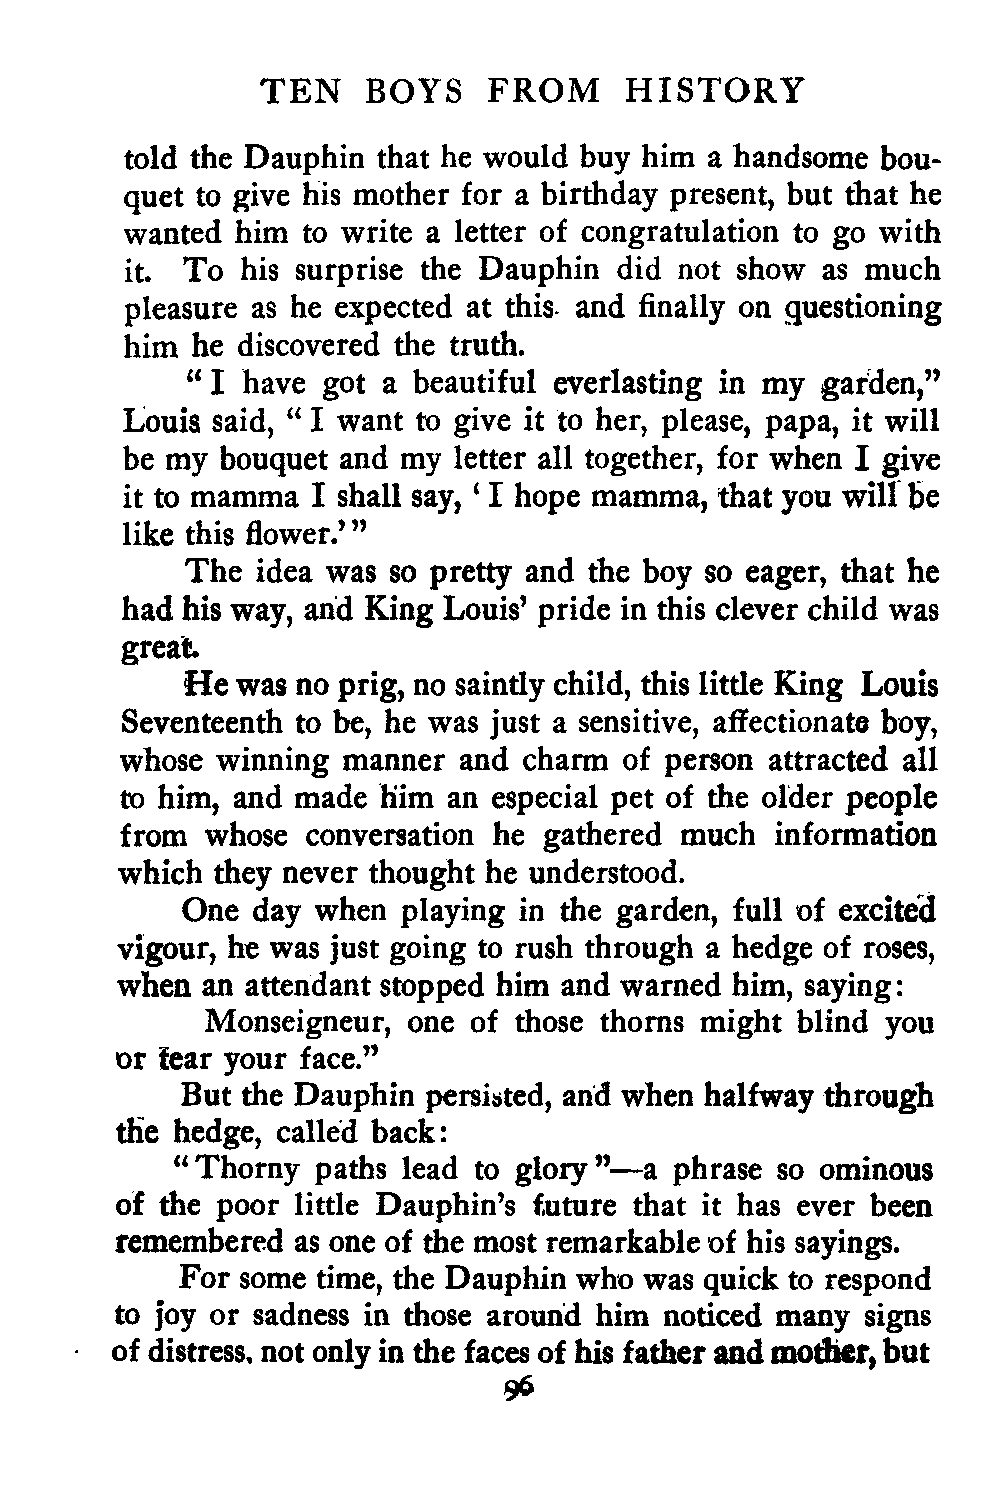 TEN BOYS FROM HISTORY
told the Dauphin that he would buy him a handsome bou-
quet to give his mother for a birthday present, but that he
wanted him to write a letter of congratulation to go with
it. To his surprise the Dauphin did not show as much
pleasure as he expected at this. and finally on questioning
him he discovered the truth.
“I have got a beautiful everlasting in my garden,”
Louis said, “I want to give it to her, please, papa, it will
be my bouquet and my letter all together, for when I give
it to mamma I shall say, ‘I hope mamma, that you will be
like this flower.’”
The idea was so pretty and the boy so eager, that he
had his way, and King Louis’ pride in this clever child was
great.
He was no prig, no saintly child, this little King Louis
Seventeenth to be, he was just a sensitive, affectionate boy,
whose winning manner and charm of person attracted all
to him, and made him an especial pet of the older people
from whose conversation he gathered much information
which they never thought he understood.
One day when playing in the garden, full of excited
vigour, he was just going to rush through a hedge of roses,
when an attendant stopped him and warned him, saying:
Monseigneur, one of those thorns might blind you
or tear your face.”
But the Dauphin persisted, and when halfway through
the hedge, called back:
“Thorny paths lead to glory”—a phrase so ominous
of the poor little Dauphin’s future that it has ever been
remembered as one of the most remarkable of his sayings.
For some time, the Dauphin who was quick to respond
to joy or sadness in those around him noticed many signs
of distress, not only in the faces of his father and mother, but
96